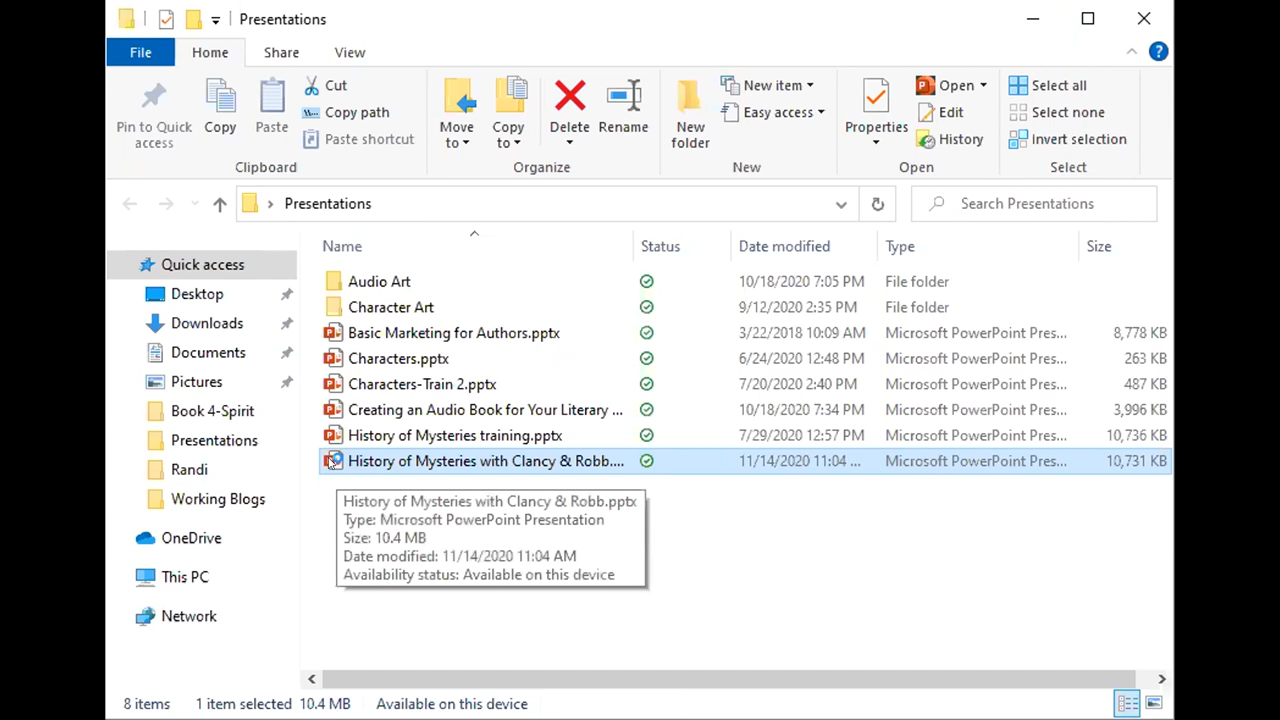 Presentations
File Home Share View
Pin to Quick access
Copy
Paste
Cut
Copy path
Paste shortcut
Clipboard
Move to
Copy to
Delete
Rename
Organize
New folder
New item
Easy access
New
Properties
Open
Edit
History
Open
Select all
Select none
Invert selection
Select
Presentations
Search Presentations
Quick access
Desktop
Downloads
Documents
Pictures
Book 4-Spirit
Presentations
Randi
Working Blogs
OneDrive
This PC
Network
Name Status Date modified Type Size
Audio Art 10/18/2020 7:05 PM File folder
Character Art 9/12/2020 2:35 PM File folder
Basic Marketing for Authors.pptx 3/22/2018 10:09 AM Microsoft PowerPoint Pres... 8,778 KB
Characters.pptx 6/24/2020 12:48 PM Microsoft PowerPoint Pres... 263 KB
Characters-Train 2.pptx 7/20/2020 2:40 PM Microsoft PowerPoint Pres... 487 KB
Creating an Audio Book for Your Literary ... 10/18/2020 7:34 PM Microsoft PowerPoint Pres... 3,996 KB
History of Mysteries training.pptx 7/29/2020 12:57 PM Microsoft PowerPoint Pres... 10,736 KB
History of Mysteries with Clancy & Robb.... 11/14/2020 11:04 ... Microsoft PowerPoint Pres... 10,731 KB
History of Mysteries with Clancy & Robb.pptx
Type: Microsoft PowerPoint Presentation
Size: 10.4 MB
Date modified: 11/14/2020 11:04 AM
Availability status: Available on this device
8 items 1 item selected 10.4 MB Available on this device